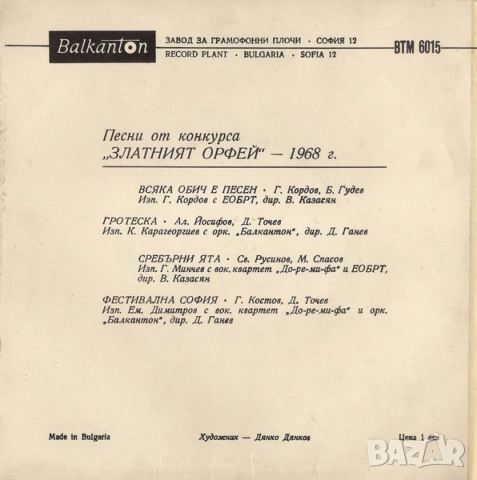 Balkanton
ЗАВОД ЗА ГРАМОФОННИ ПЛОЧИ · СОФИЯ 12
RECORD PLANT · BULGARIA · SOFIA 12
ВТМ 6015
Песни от конкурса
„ЗЛАТНИЯТ ОРФЕЙ“ — 1968 г.
ВСЯКА ОБИЧ Е ПЕСЕН · Г. Кордов, Б. Гудев
Изп. Г. Кордов с ЕОБРТ, дир. В. Казасян
ГРОТЕСКА · Ал. Йосифов, Д. Точев
Изп. К. Карагеоргиев с орк. „Балкантон“, дир. Д. Ганев
СРЕБЪРНИ ЯТА · Св. Русинов, М. Спасов
Изп. Г. Минчев с вок. квартет „До-ре-ми-фа“ и ЕОБРТ,
дир. В. Казасян
ФЕСТИВАЛНА СОФИЯ · Г. Костов, Д. Точев
Изп. Ем. Димитров с вок. квартет „До-ре-ми-фа“ и орк.
„Балкантон“, дир. Д. Ганев
Made in Bulgaria
Художник — Дянко Дянков
Цена 1 лев
БАЗАР